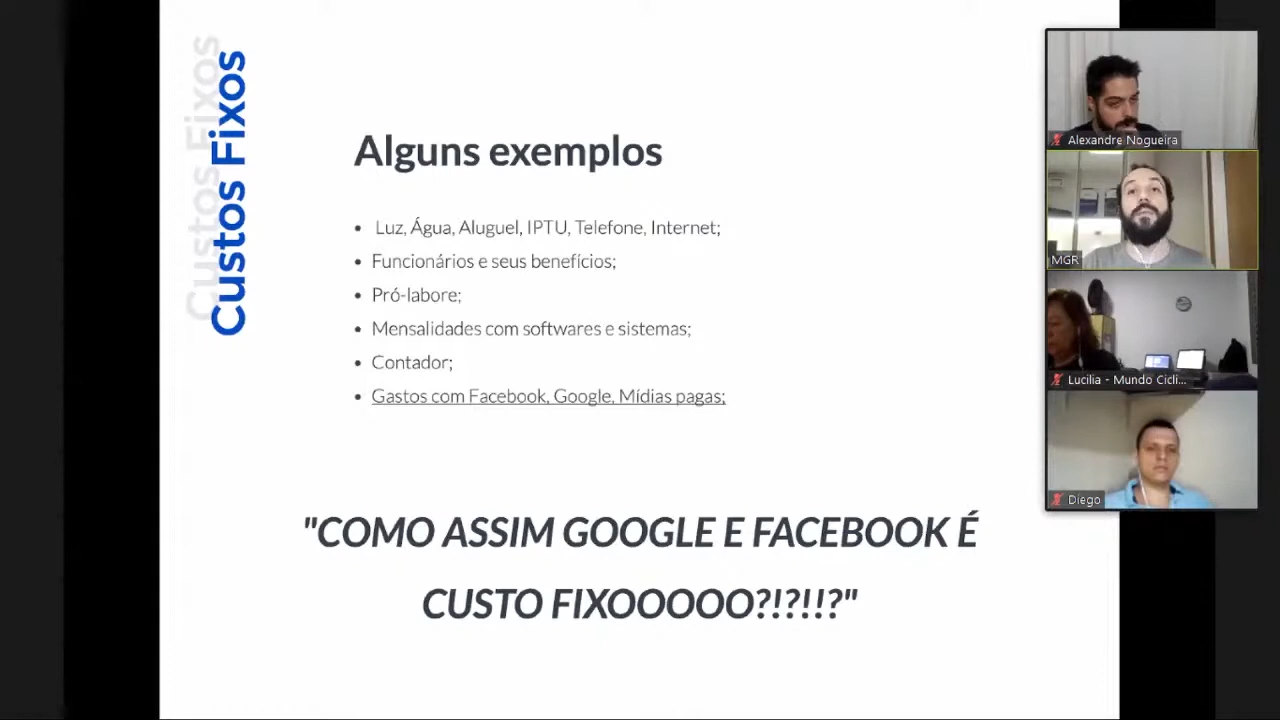 Custos Fixos
Custos Fixos
Alguns exemplos
• Luz, Água, Aluguel, IPTU, Telefone, Internet;
• Funcionários e seus benefícios;
• Pró-labore;
• Mensalidades com softwares e sistemas;
• Contador;
• Gastos com Facebook, Google, Mídias pagas;
"COMO ASSIM GOOGLE E FACEBOOK É
CUSTO FIXOOOOO?!?!!?"
Alexandre Nogueira
MGR
Lucilia - Mundo Cicli...
Diego